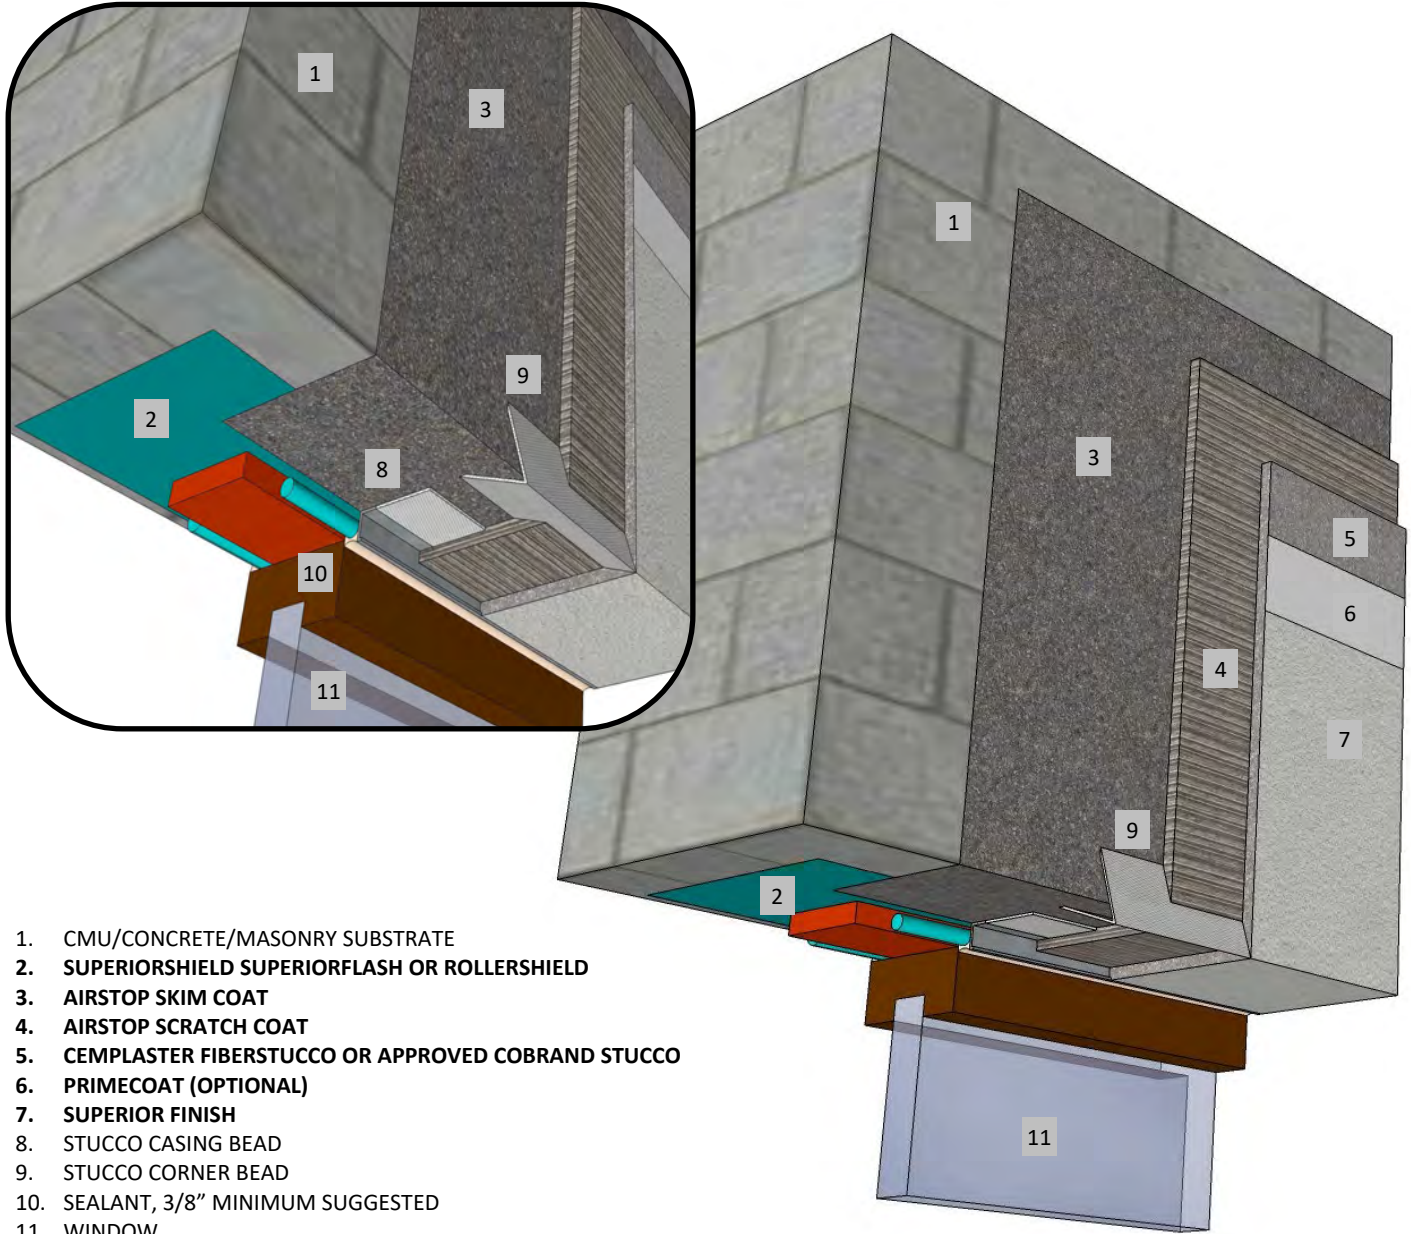 1
3
9
2
8
10
11
1
3
5
6
4
7
9
2
11
1. CMU/CONCRETE/MASONRY SUBSTRATE
2. SUPERIORSHIELD SUPERIORFLASH OR ROLLERSHIELD
3. AIRSTOP SKIM COAT
4. AIRSTOP SCRATCH COAT
5. CEMPLASTER FIBERSTUCCO OR APPROVED COBRAND STUCCO
6. PRIMECOAT (OPTIONAL)
7. SUPERIOR FINISH
8. STUCCO CASING BEAD
9. STUCCO CORNER BEAD
10. SEALANT, 3/8” MINIMUM SUGGESTED
11. WINDOW